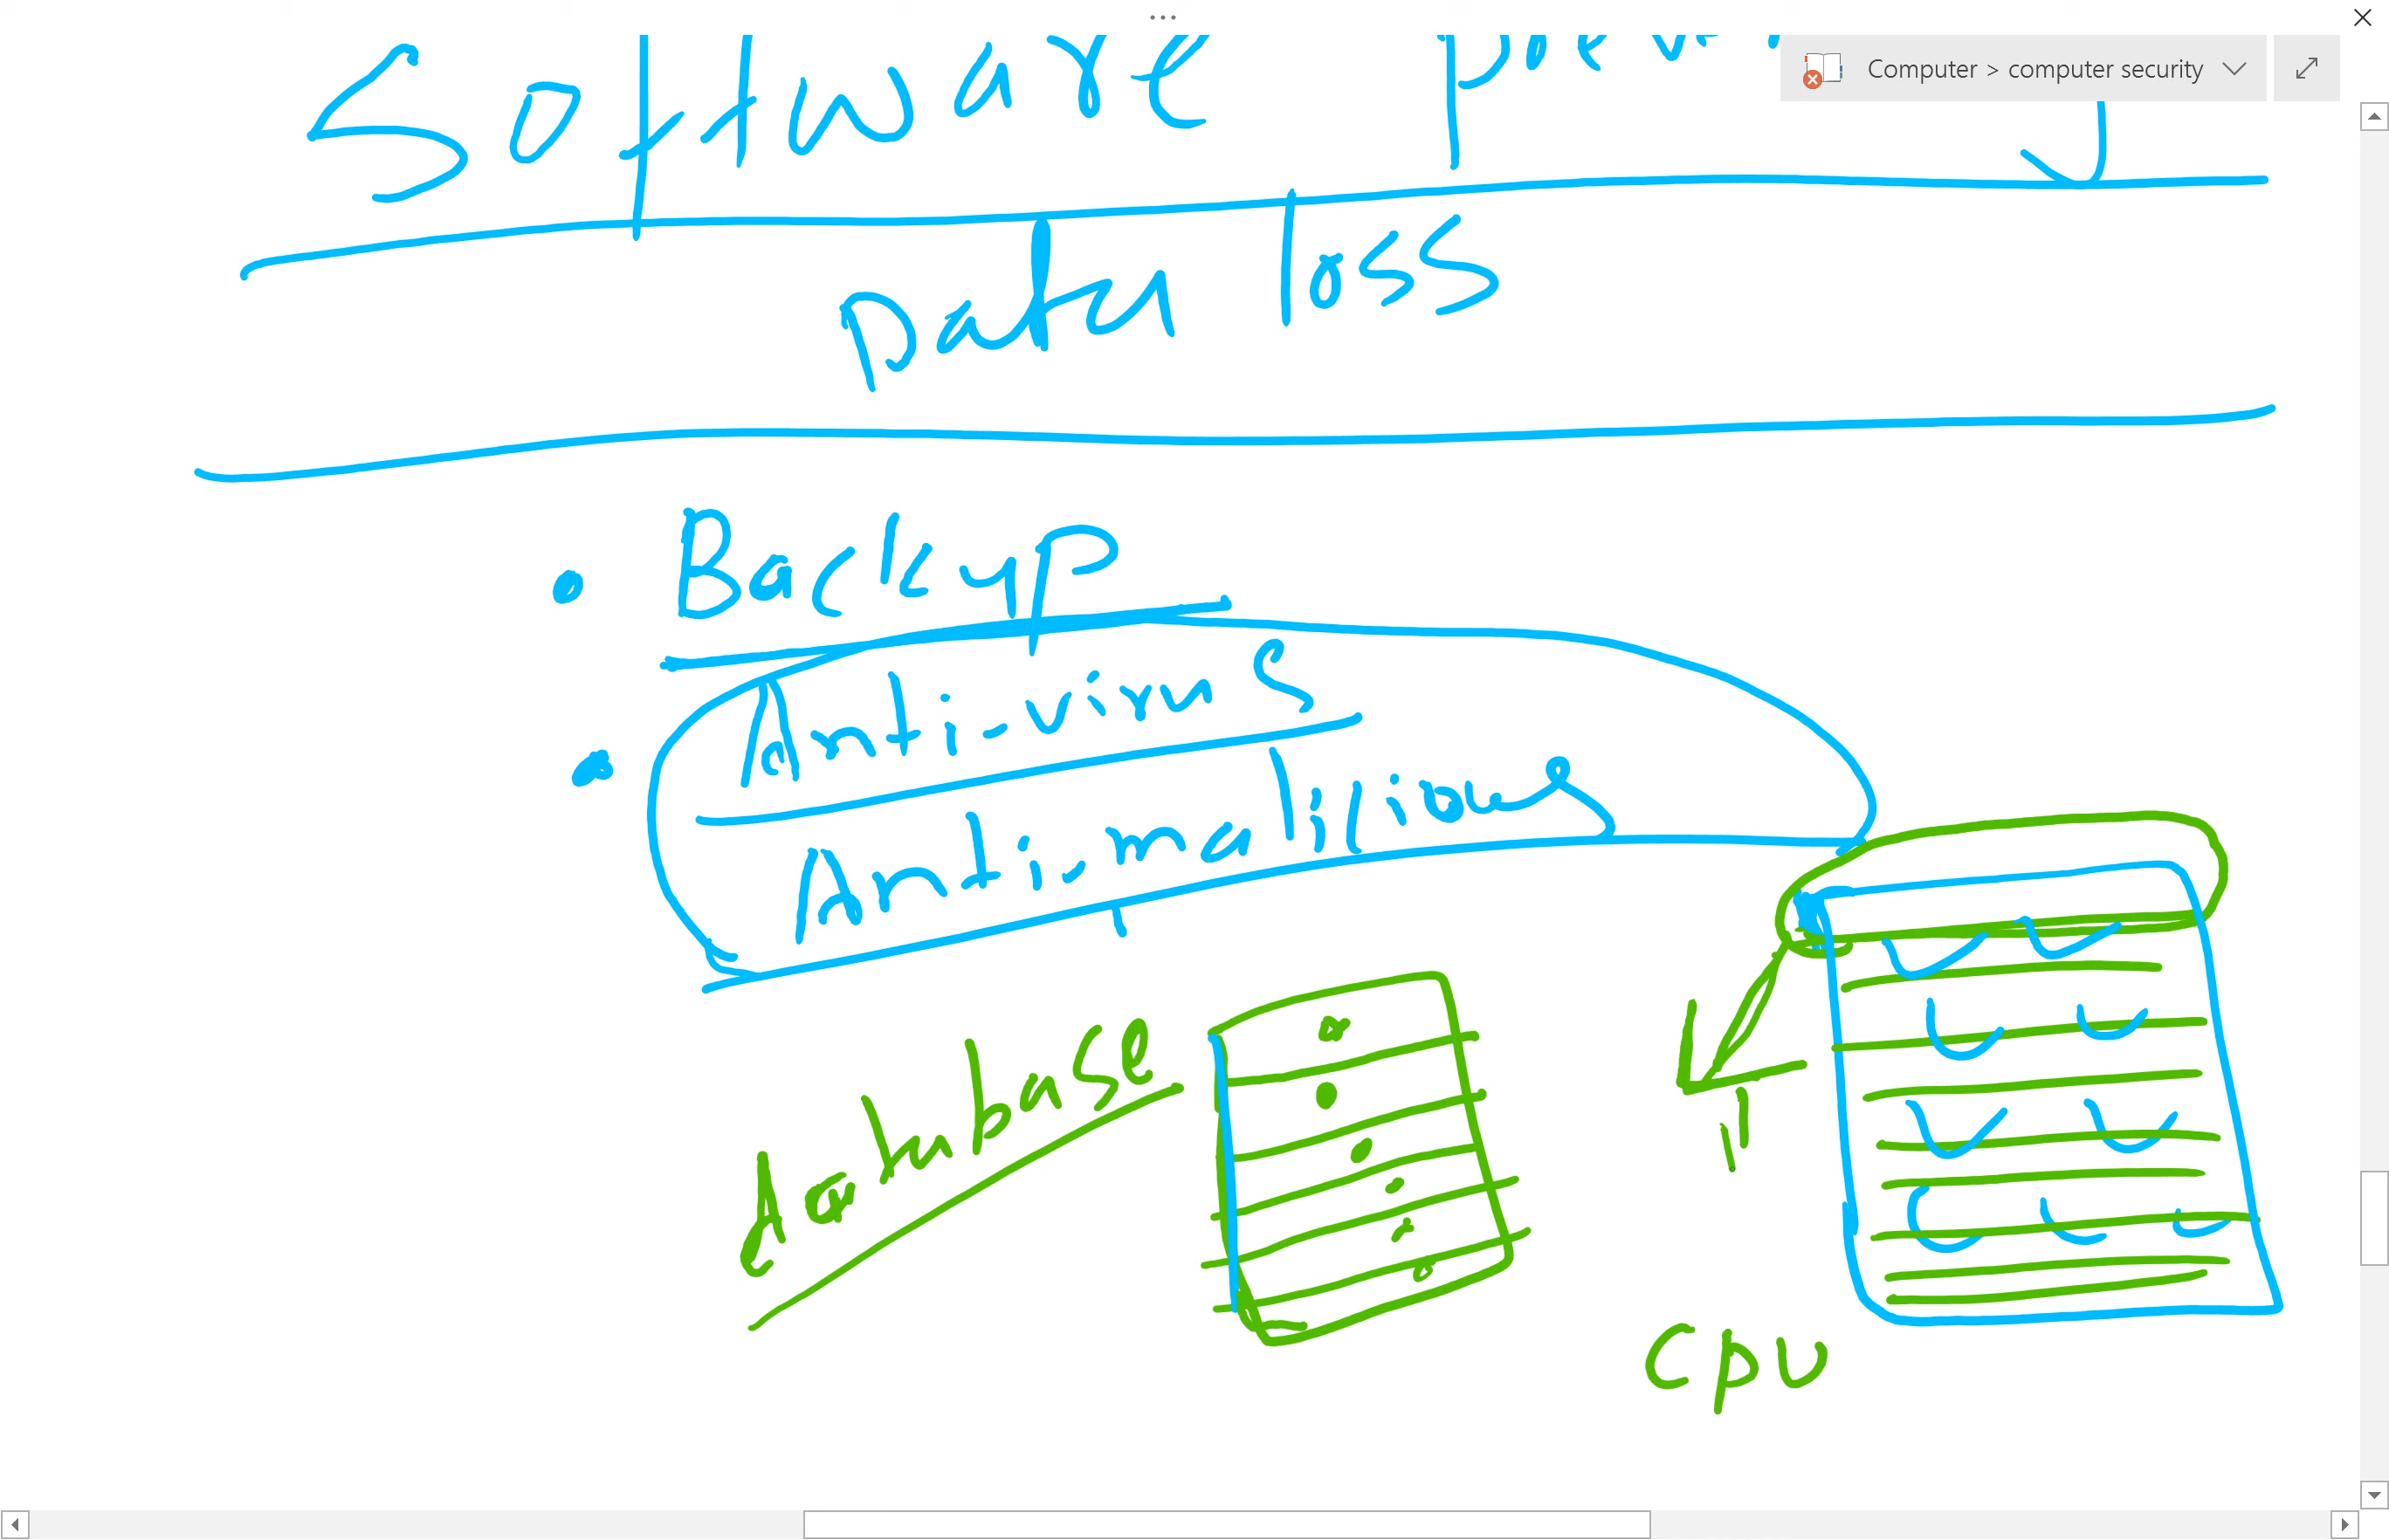 Computer > computer security
Software
Data loss
Backup
Anti-virus
Anti-malicious
database
CPU